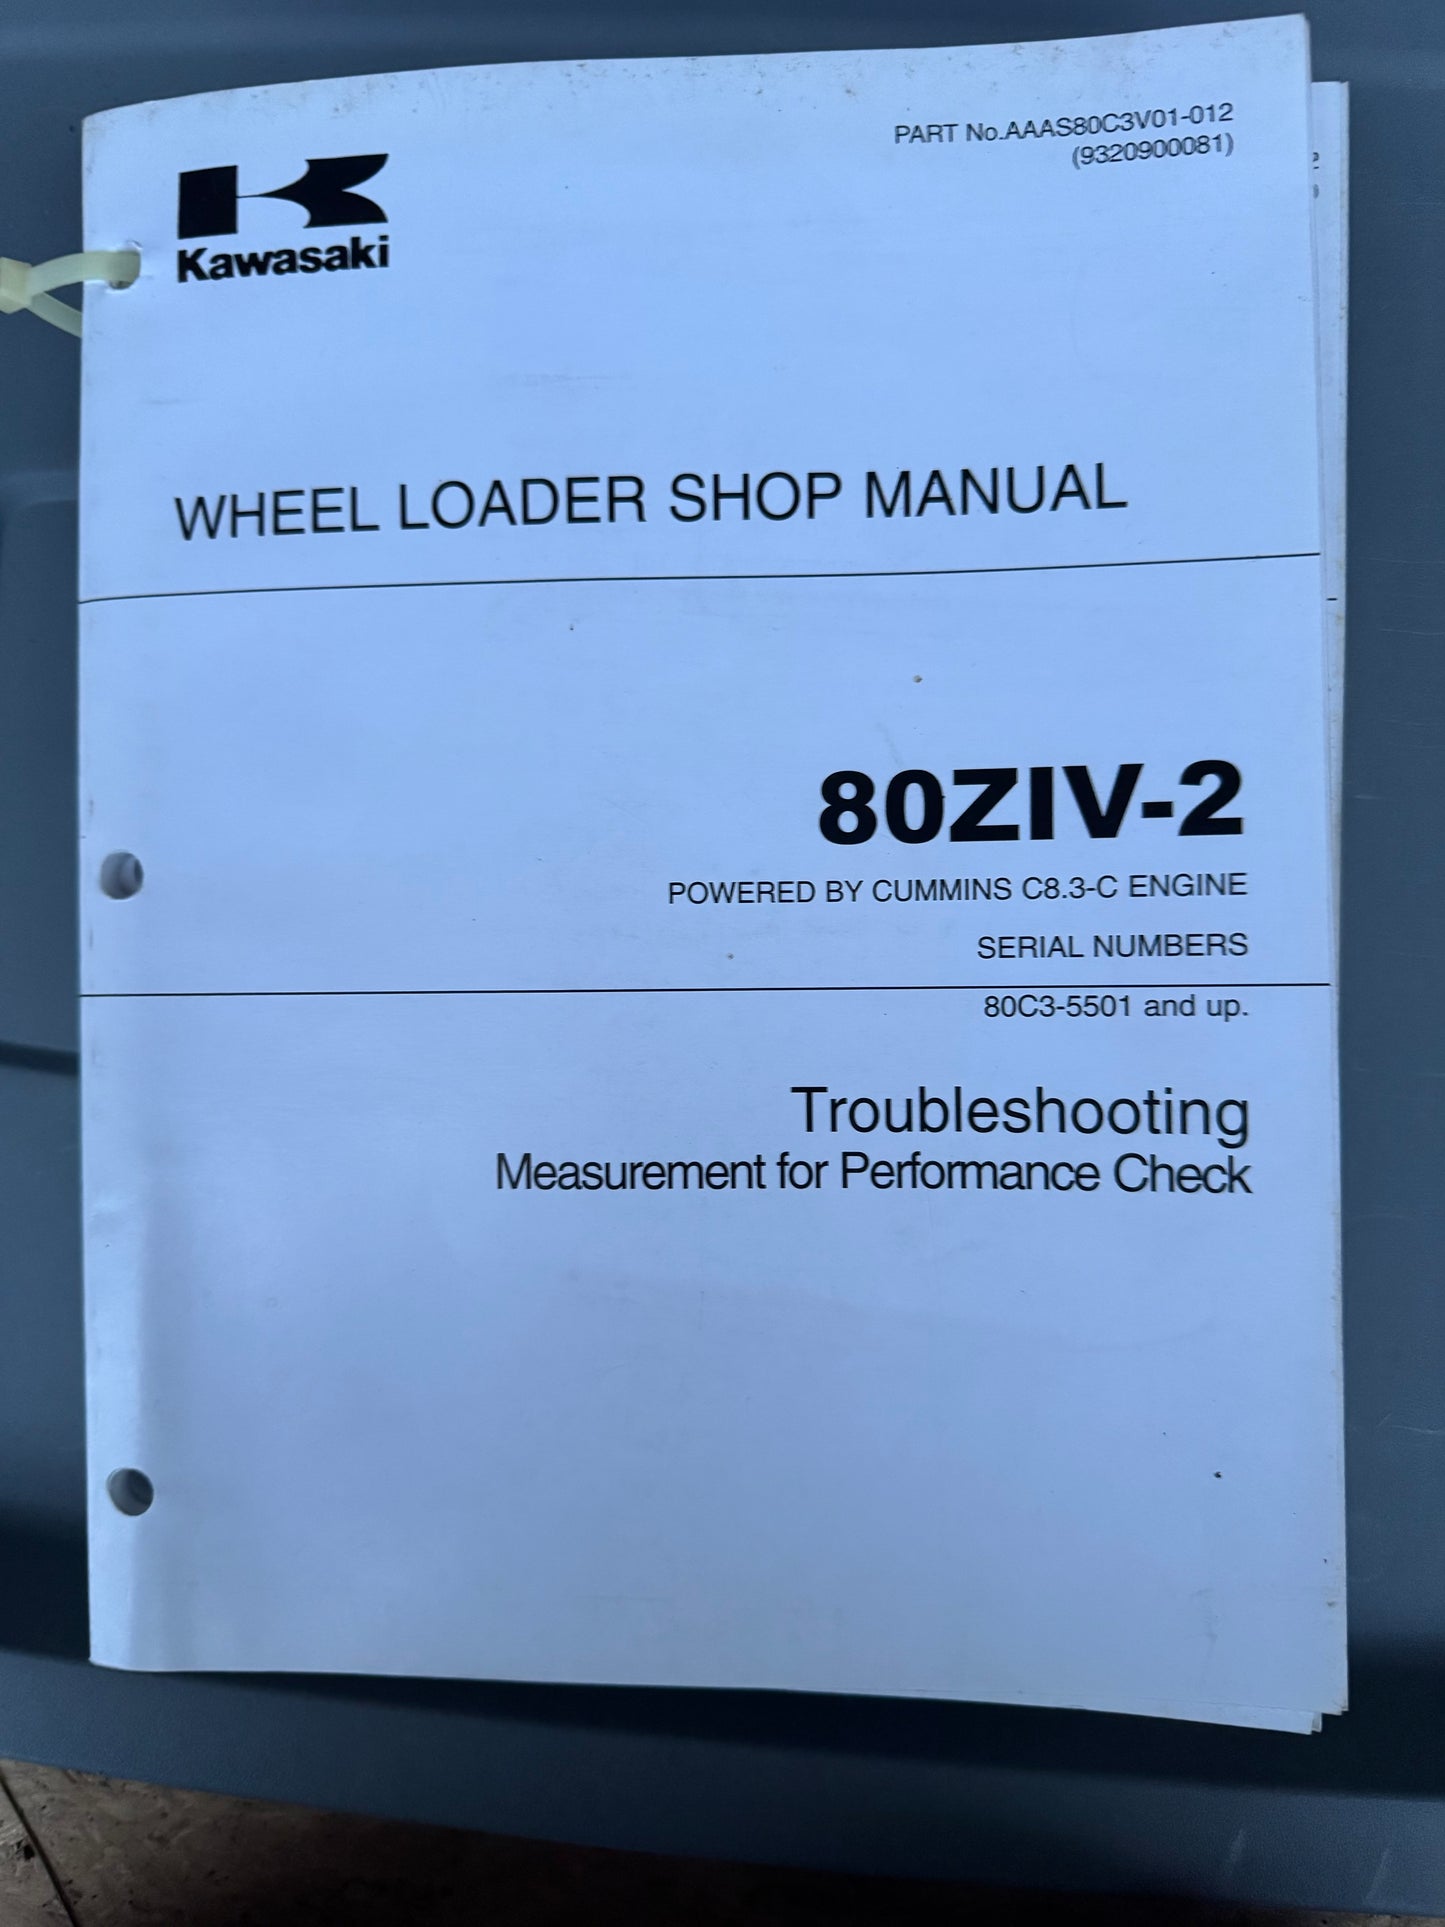 PART No.AAAS80C3V01-012
(9320900081)
Kawasaki
WHEEL LOADER SHOP MANUAL
80ZIV-2
POWERED BY CUMMINS C8.3-C ENGINE
SERIAL NUMBERS
80C3-5501 and up.
Troubleshooting
Measurement for Performance Check